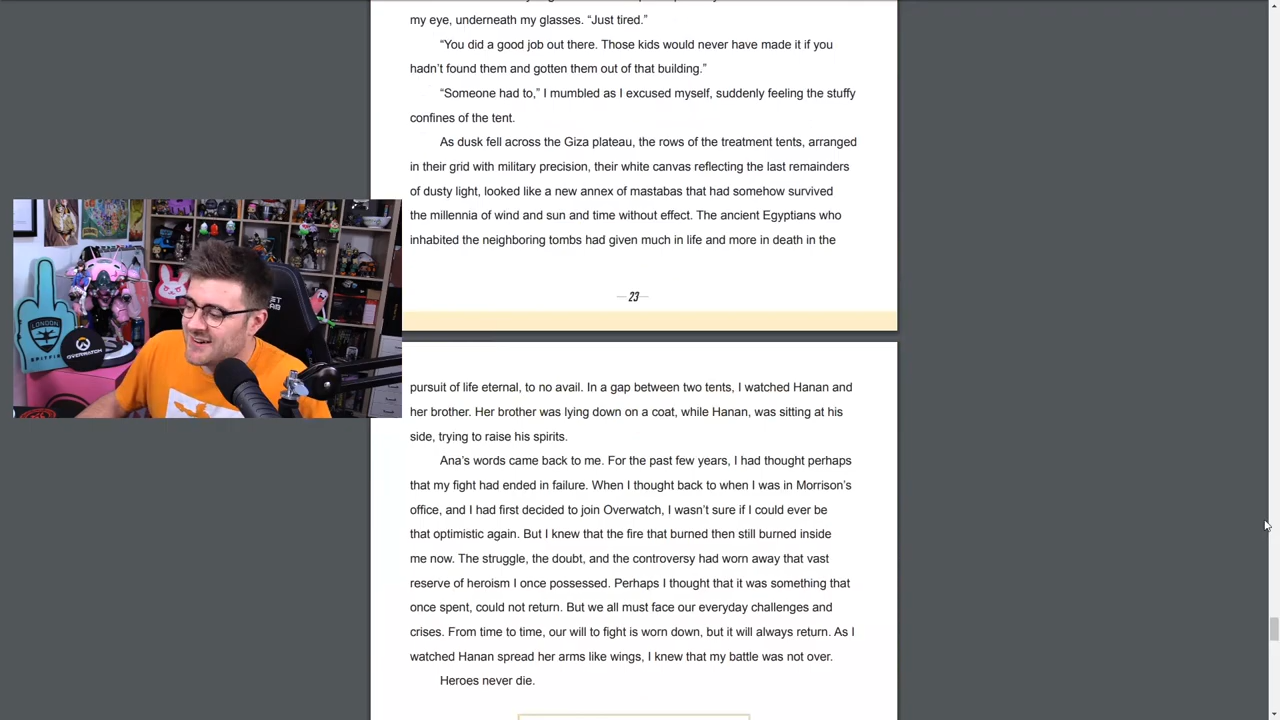 my eye, underneath my glasses. “Just tired.”
“You did a good job out there. Those kids would never have made it if you
hadn’t found them and gotten them out of that building.”
“Someone had to,” I mumbled as I excused myself, suddenly feeling the stuffy
confines of the tent.
As dusk fell across the Giza plateau, the rows of the treatment tents, arranged
in their grid with military precision, their white canvas reflecting the last remainders
of dusty light, looked like a new annex of mastabas that had somehow survived
the millennia of wind and sun and time without effect. The ancient Egyptians who
inhabited the neighboring tombs had given much in life and more in death in the
23
pursuit of life eternal, to no avail. In a gap between two tents, I watched Hanan and
her brother. Her brother was lying down on a coat, while Hanan, was sitting at his
side, trying to raise his spirits.
Ana’s words came back to me. For the past few years, I had thought perhaps
that my fight had ended in failure. When I thought back to when I was in Morrison’s
office, and I had first decided to join Overwatch, I wasn’t sure if I could ever be
that optimistic again. But I knew that the fire that burned then still burned inside
me now. The struggle, the doubt, and the controversy had worn away that vast
reserve of heroism I once possessed. Perhaps I thought that it was something that
once spent, could not return. But we all must face our everyday challenges and
crises. From time to time, our will to fight is worn down, but it will always return. As I
watched Hanan spread her arms like wings, I knew that my battle was not over.
Heroes never die.
LONDON
SPITFIRE
OVERWATCH